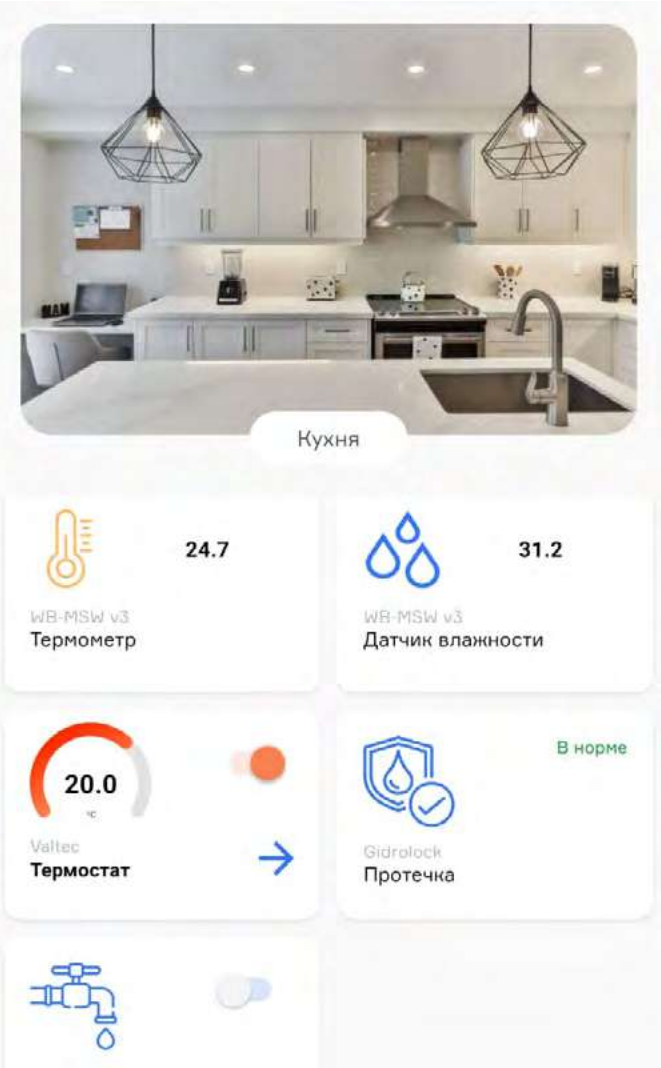 Кухня
24.7
WB-MSW v3
Термометр
31.2
WB-MSW v3
Датчик влажности
20.0
°C
Valtec
Термостат
В норме
Gidrolock
Протечка